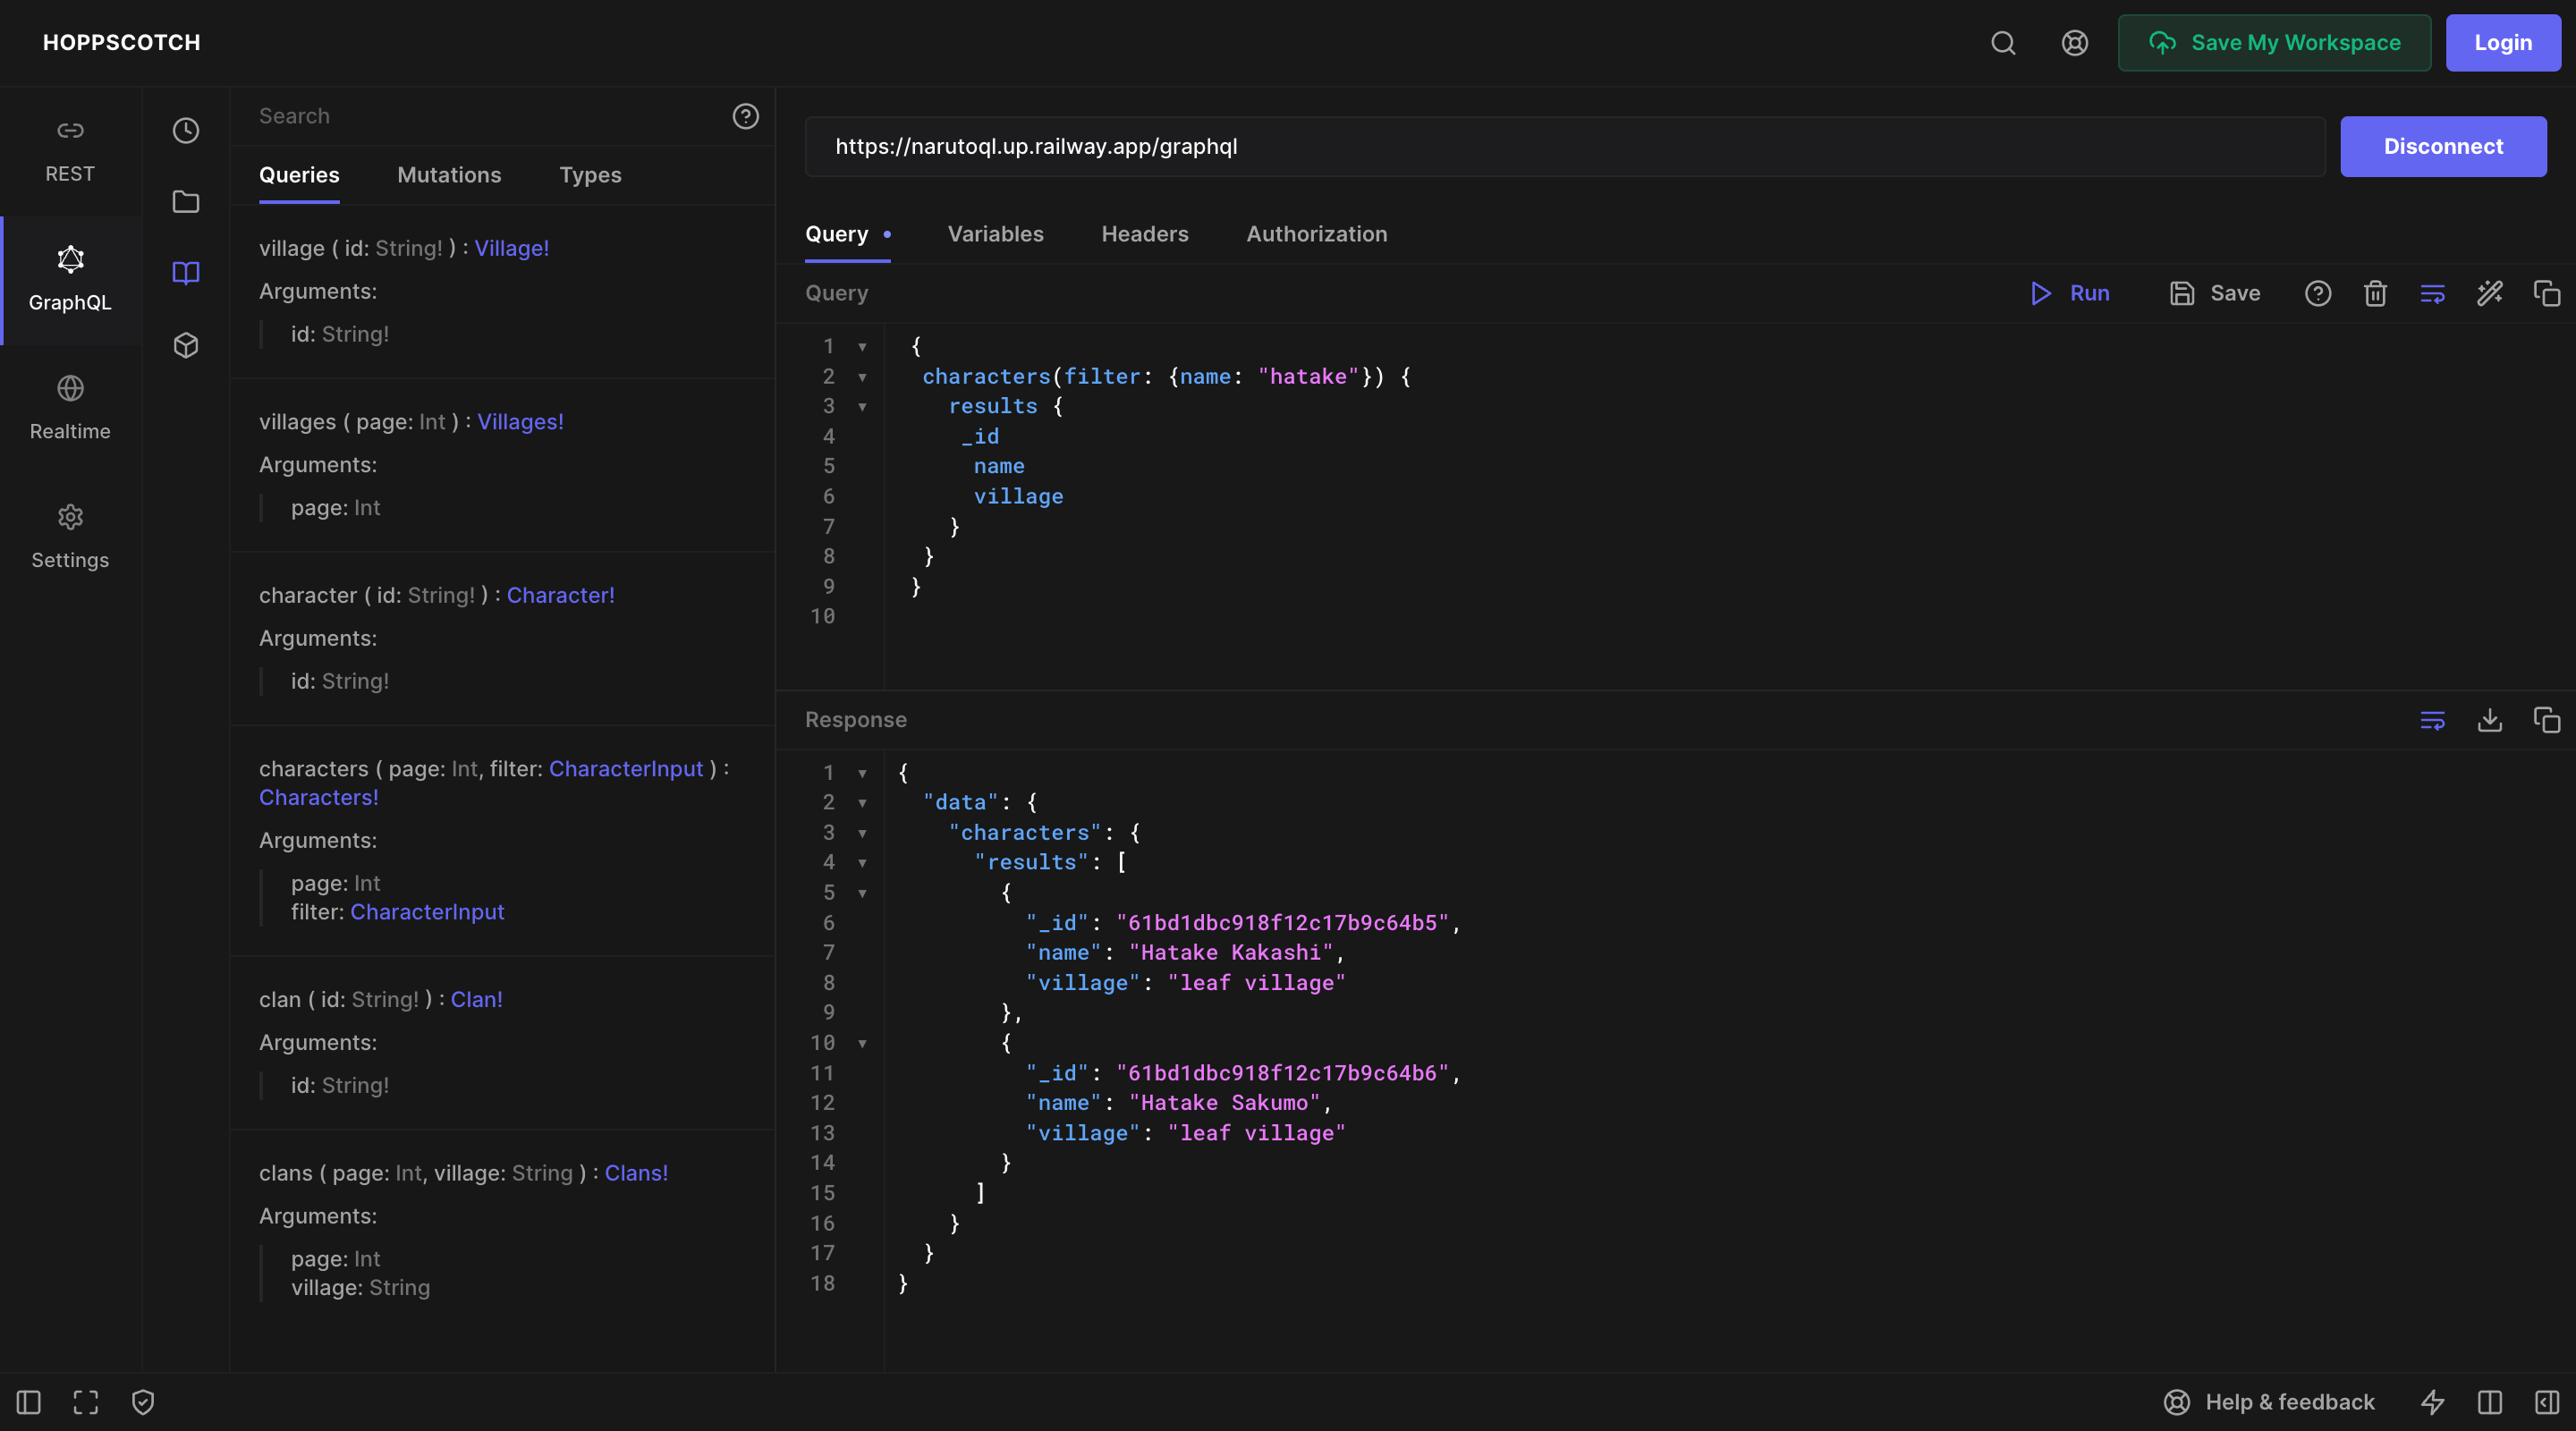 HOPPSCOTCH
Save My Workspace
Login
REST
GraphQL
Realtime
Settings
Search
Queries Mutations Types
village ( id: String! ) : Village!
Arguments:
id: String!
villages ( page: Int ) : Villages!
Arguments:
page: Int
character ( id: String! ) : Character!
Arguments:
id: String!
characters ( page: Int, filter: CharacterInput ) :
Characters!
Arguments:
page: Int
filter: CharacterInput
clan ( id: String! ) : Clan!
Arguments:
id: String!
clans ( page: Int, village: String ) : Clans!
Arguments:
page: Int
village: String
https://narutoql.up.railway.app/graphql
Disconnect
Query Variables Headers Authorization
Query Run Save
1 {
2 characters(filter: {name: "hatake"}) {
3 results {
4 _id
5 name
6 village
7 }
8 }
9 }
10
Response
1 {
2 "data": {
3 "characters": {
4 "results": [
5 {
6 "_id": "61bd1dbc918f12c17b9c64b5",
7 "name": "Hatake Kakashi",
8 "village": "leaf village"
9 },
10 {
11 "_id": "61bd1dbc918f12c17b9c64b6",
12 "name": "Hatake Sakumo",
13 "village": "leaf village"
14 }
15 ]
16 }
17 }
18 }
Help & feedback